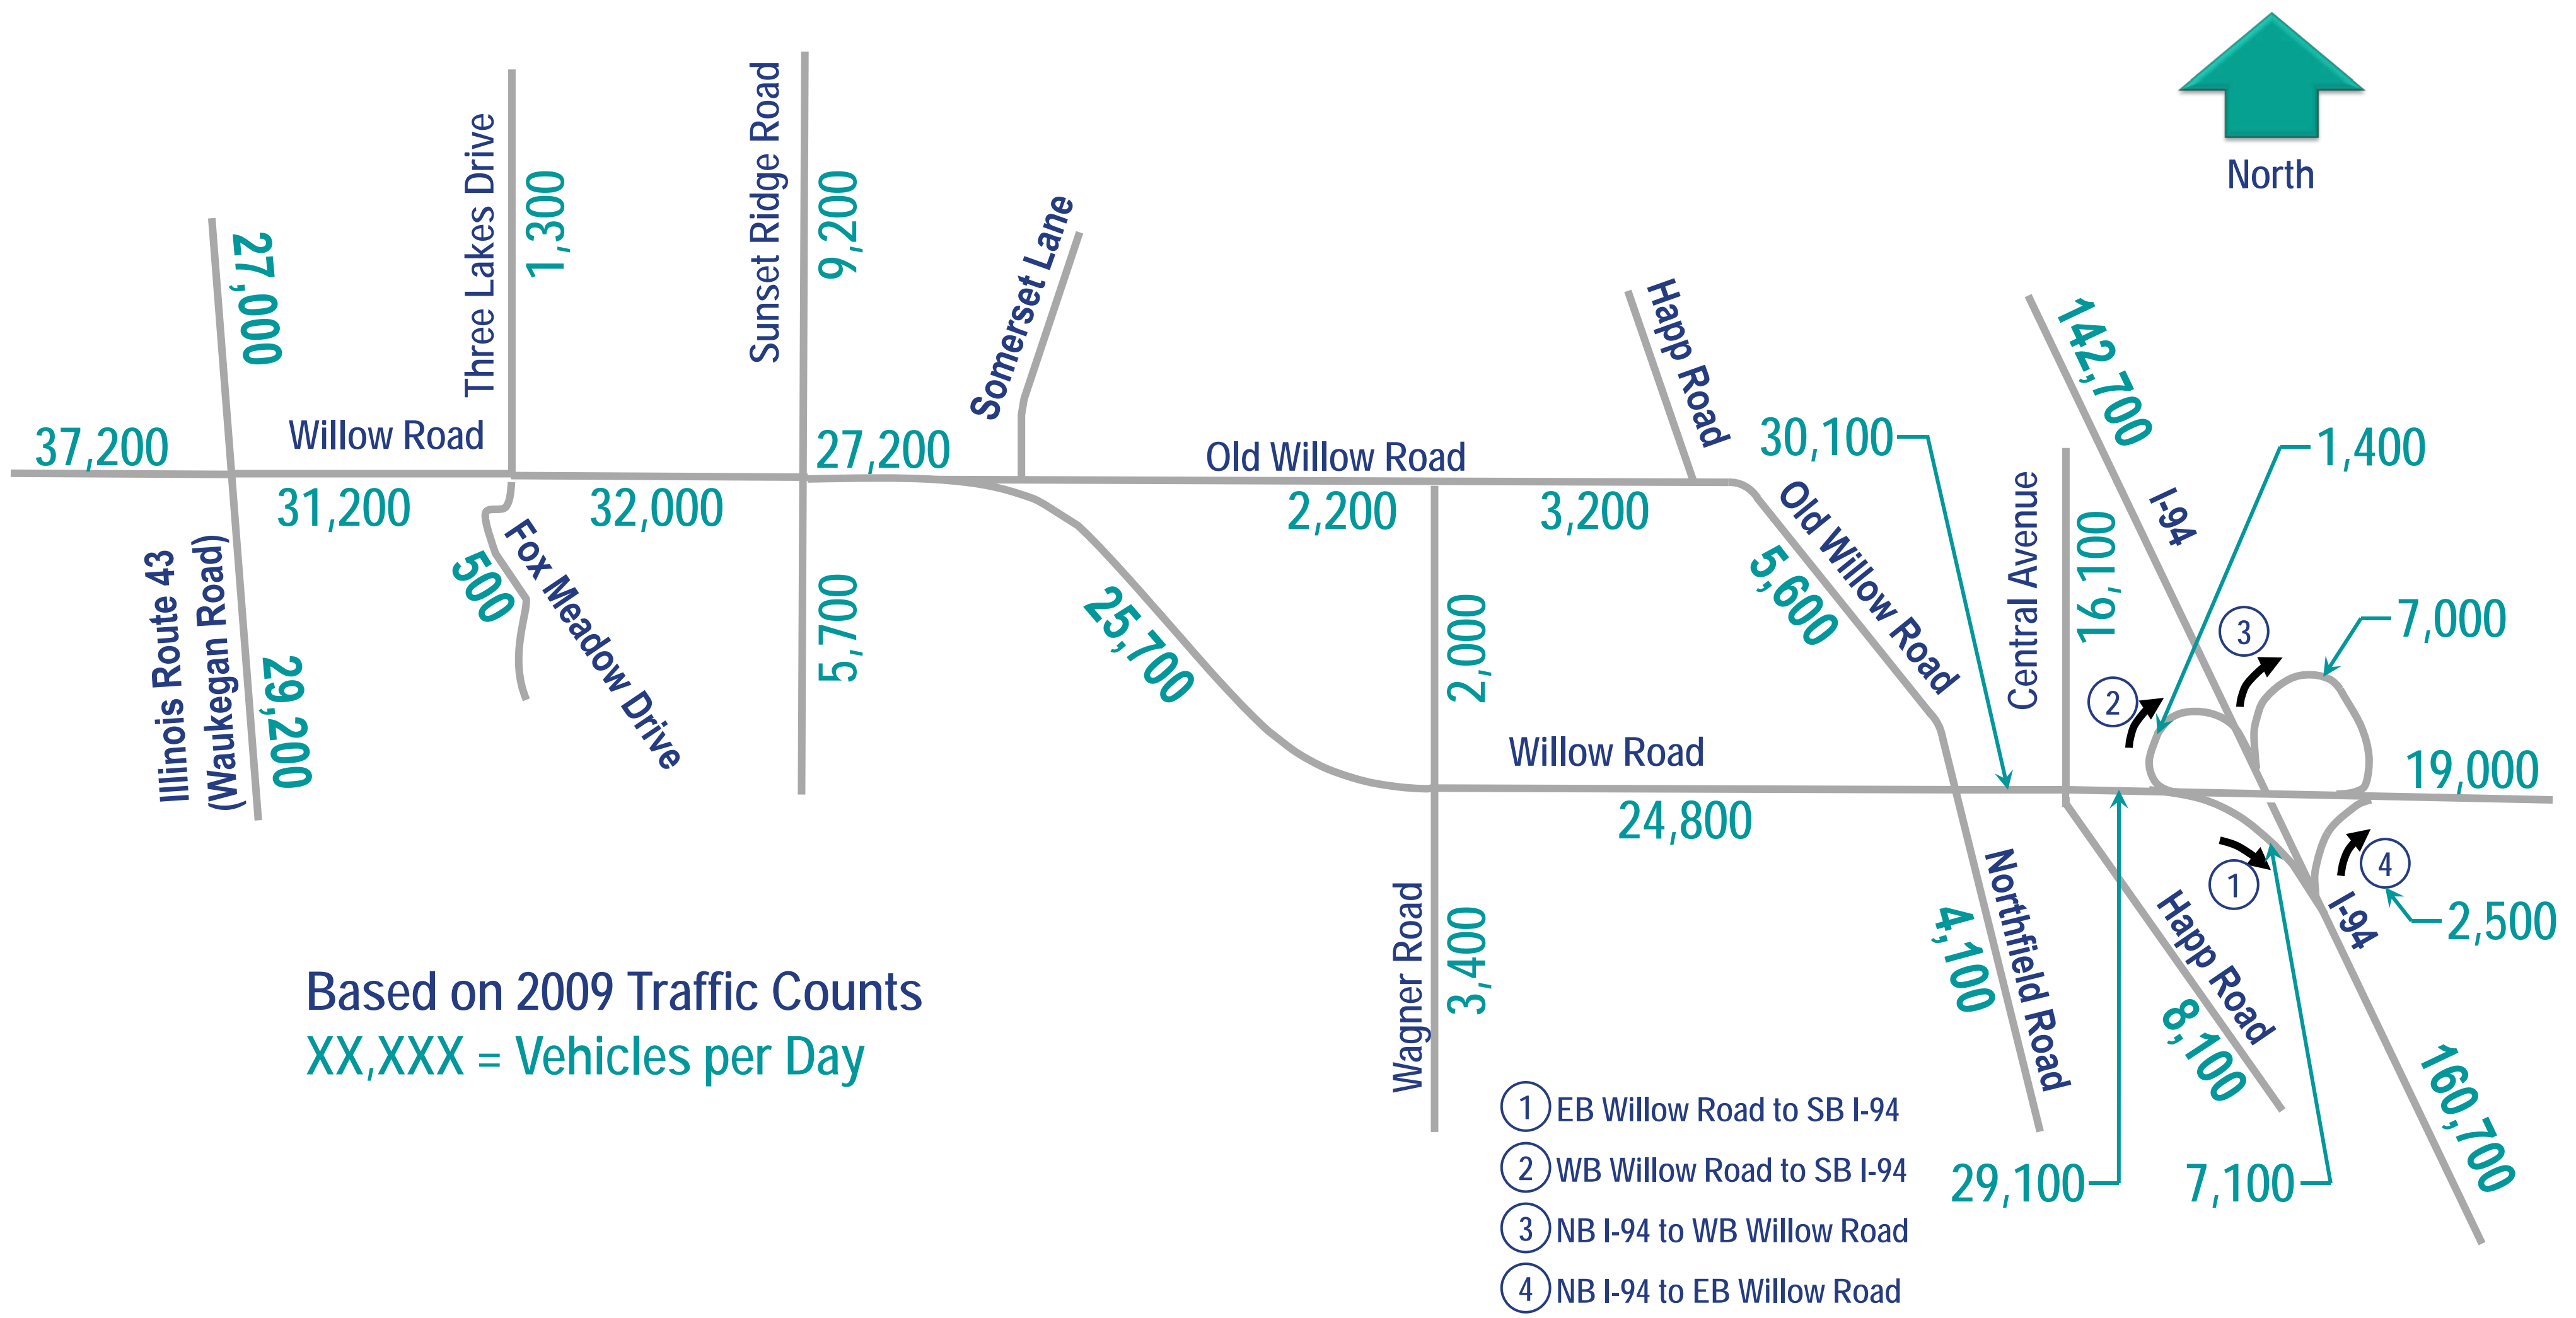 North
Three Lakes Drive
1,300
Sunset Ridge Road
9,200
Somerset Lane
27,000
Happ Road
142,700
37,200
Willow Road
27,200
Old Willow Road
30,100
1,400
31,200
32,000
2,200
3,200
I-94
Illinois Route 43
(Waukegan Road)
29,200
500
Fox Meadow Drive
5,700
25,700
2,000
5,600
Old Willow Road
Central Avenue
16,100
3
7,000
2
Willow Road
19,000
24,800
1
4
2,500
Wagner Road
3,400
4,100
Northfield Road
Happ Road
8,100
I-94
160,700
Based on 2009 Traffic Counts
XX,XXX = Vehicles per Day
29,100
7,100
1 EB Willow Road to SB I-94
2 WB Willow Road to SB I-94
3 NB I-94 to WB Willow Road
4 NB I-94 to EB Willow Road